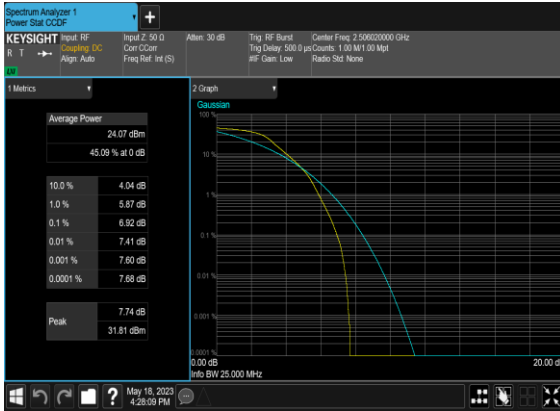 Spectrum Analyzer 1
Power Stat CCDF
+
KEYSIGHT
R T
Input: RF
Coupling: DC
Align: Auto
Input Z: 50 Ω
Corr CCorr
Freq Ref: Int (S)
Atten: 30 dB
Trig: RF Burst
Trig Delay: 500.0 µs
#IF Gain: Low
Center Freq: 2.506020000 GHz
Counts: 1.00 M/1.00 Mpt
Radio Std: None
1 Metrics
Average Power
24.07 dBm
45.09 % at 0 dB
10.0 % 4.04 dB
1.0 % 5.87 dB
0.1 % 6.92 dB
0.01 % 7.41 dB
0.001 % 7.60 dB
0.0001 % 7.68 dB
Peak
7.74 dB
31.81 dBm
2 Graph
Gaussian
100 %
10 %
1 %
0.1 %
0.01 %
0.001 %
0.0001 %
0.00 dB
20.00 d
Info BW 25.000 MHz
?
May 18, 2023
4:28:09 PM